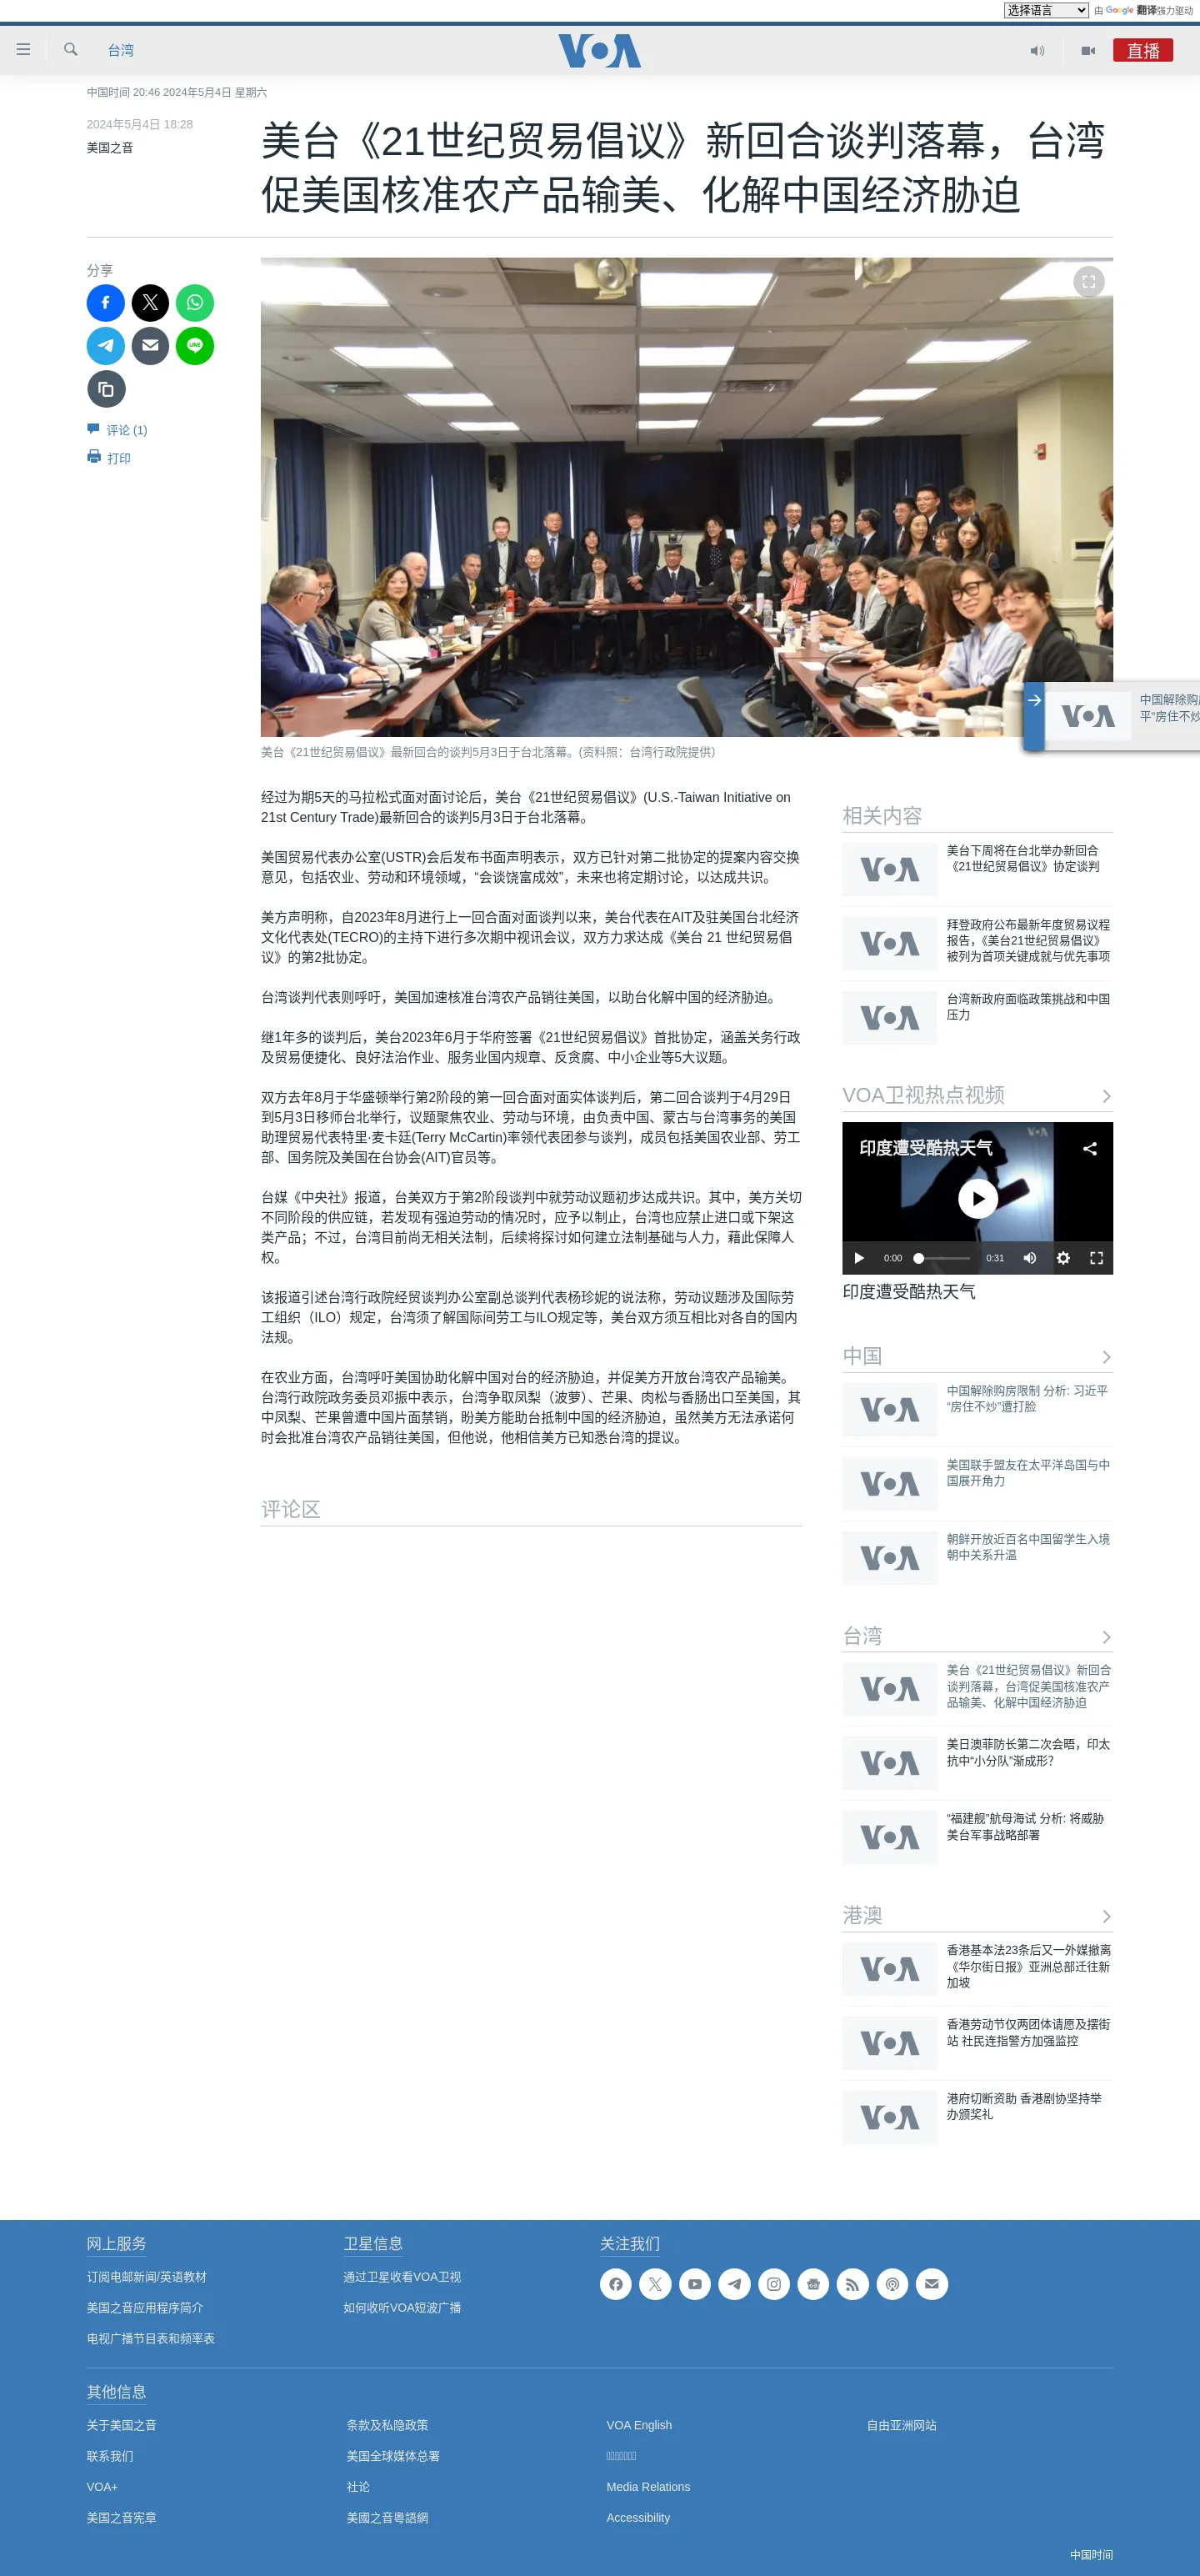 选择语言 由 Google 翻译强力驱动
台湾
VOA
直播
中国时间 20:46 2024年5月4日 星期六
2024年5月4日 18:28
美国之音
美台《21世纪贸易倡议》新回合谈判落幕，台湾
促美国核准农产品输美、化解中国经济胁迫
分享
评论 (1)
打印
中国解除购房
平“房住不炒
VOA
美台《21世纪贸易倡议》最新回合的谈判5月3日于台北落幕。(资料照：台湾行政院提供）
经过为期5天的马拉松式面对面讨论后，美台《21世纪贸易倡议》(U.S.-Taiwan Initiative on
21st Century Trade)最新回合的谈判5月3日于台北落幕。
美国贸易代表办公室(USTR)会后发布书面声明表示，双方已针对第二批协定的提案内容交换
意见，包括农业、劳动和环境领域，“会谈饶富成效”，未来也将定期讨论，以达成共识。
美方声明称，自2023年8月进行上一回合面对面谈判以来，美台代表在AIT及驻美国台北经济
文化代表处(TECRO)的主持下进行多次期中视讯会议，双方力求达成《美台 21 世纪贸易倡
议》的第2批协定。
台湾谈判代表则呼吁，美国加速核准台湾农产品销往美国，以助台化解中国的经济胁迫。
继1年多的谈判后，美台2023年6月于华府签署《21世纪贸易倡议》首批协定，涵盖关务行政
及贸易便捷化、良好法治作业、服务业国内规章、反贪腐、中小企业等5大议题。
双方去年8月于华盛顿举行第2阶段的第一回合面对面实体谈判后，第二回合谈判于4月29日
到5月3日移师台北举行，议题聚焦农业、劳动与环境，由负责中国、蒙古与台湾事务的美国
助理贸易代表特里·麦卡廷(Terry McCartin)率领代表团参与谈判，成员包括美国农业部、劳工
部、国务院及美国在台协会(AIT)官员等。
台媒《中央社》报道，台美双方于第2阶段谈判中就劳动议题初步达成共识。其中，美方关切
不同阶段的供应链，若发现有强迫劳动的情况时，应予以制止，台湾也应禁止进口或下架这
类产品；不过，台湾目前尚无相关法制，后续将探讨如何建立法制基础与人力，藉此保障人
权。
该报道引述台湾行政院经贸谈判办公室副总谈判代表杨珍妮的说法称，劳动议题涉及国际劳
工组织（ILO）规定，台湾须了解国际间劳工与ILO规定等，美台双方须互相比对各自的国内
法规。
在农业方面，台湾呼吁美国协助化解中国对台的经济胁迫，并促美方开放台湾农产品输美。
台湾行政院政务委员邓振中表示，台湾争取凤梨（波萝）、芒果、肉松与香肠出口至美国，其
中凤梨、芒果曾遭中国片面禁销，盼美方能助台抵制中国的经济胁迫，虽然美方无法承诺何
时会批准台湾农产品销往美国，但他说，他相信美方已知悉台湾的提议。
评论区
相关内容
VOA
美台下周将在台北举办新回合
《21世纪贸易倡议》协定谈判
VOA
拜登政府公布最新年度贸易议程
报告，《美台21世纪贸易倡议》
被列为首项关键成就与优先事项
VOA
台湾新政府面临政策挑战和中国
压力
VOA卫视热点视频
VOA
印度遭受酷热天气
0:00 0:31
印度遭受酷热天气
中国
VOA
中国解除购房限制 分析: 习近平
“房住不炒”遭打脸
VOA
美国联手盟友在太平洋岛国与中
国展开角力
VOA
朝鲜开放近百名中国留学生入境
朝中关系升温
台湾
VOA
美台《21世纪贸易倡议》新回合
谈判落幕，台湾促美国核准农产
品输美、化解中国经济胁迫
VOA
美日澳菲防长第二次会晤，印太
抗中“小分队”渐成形？
VOA
“福建舰”航母海试 分析: 将威胁
美台军事战略部署
港澳
VOA
香港基本法23条后又一外媒撤离
《华尔街日报》亚洲总部迁往新
加坡
VOA
香港劳动节仅两团体请愿及摆街
站 社民连指警方加强监控
VOA
港府切断资助 香港剧协坚持举
办颁奖礼
网上服务
订阅电邮新闻/英语教材
美国之音应用程序简介
电视广播节目表和频率表
卫星信息
通过卫星收看VOA卫视
如何收听VOA短波广播
关注我们
其他信息
关于美国之音
联系我们
VOA+
美国之音宪章
条款及私隐政策
美国全球媒体总署
社论
美國之音粵語網
VOA English
Media Relations
Accessibility
自由亚洲网站
中国时间